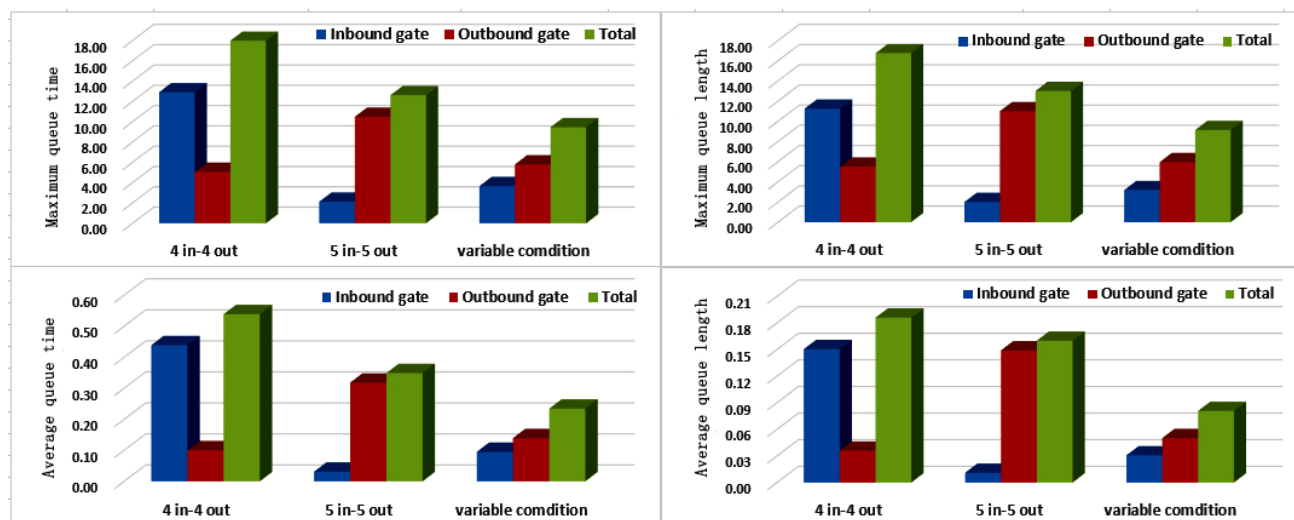 Inbound gate Outbound gate Total
Maximum queue time
18.00
16.00
14.00
12.00
10.00
8.00
6.00
4.00
2.00
0.00
4 in-4 out 5 in-5 out variable comdition
Inbound gate Outbound gate Total
Maximum queue length
18.00
16.00
14.00
12.00
10.00
8.00
6.00
4.00
2.00
0.00
4 in-4 out 5 in-5 out variable comdition
Inbound gate Outbound gate Total
Average queue time
0.60
0.50
0.40
0.30
0.20
0.10
0.00
4 in-4 out 5 in-5 out variable comdition
Inbound gate Outbound gate Total
Average queue length
0.21
0.18
0.15
0.12
0.09
0.06
0.03
0.00
4 in-4 out 5 in-5 out variable comdition